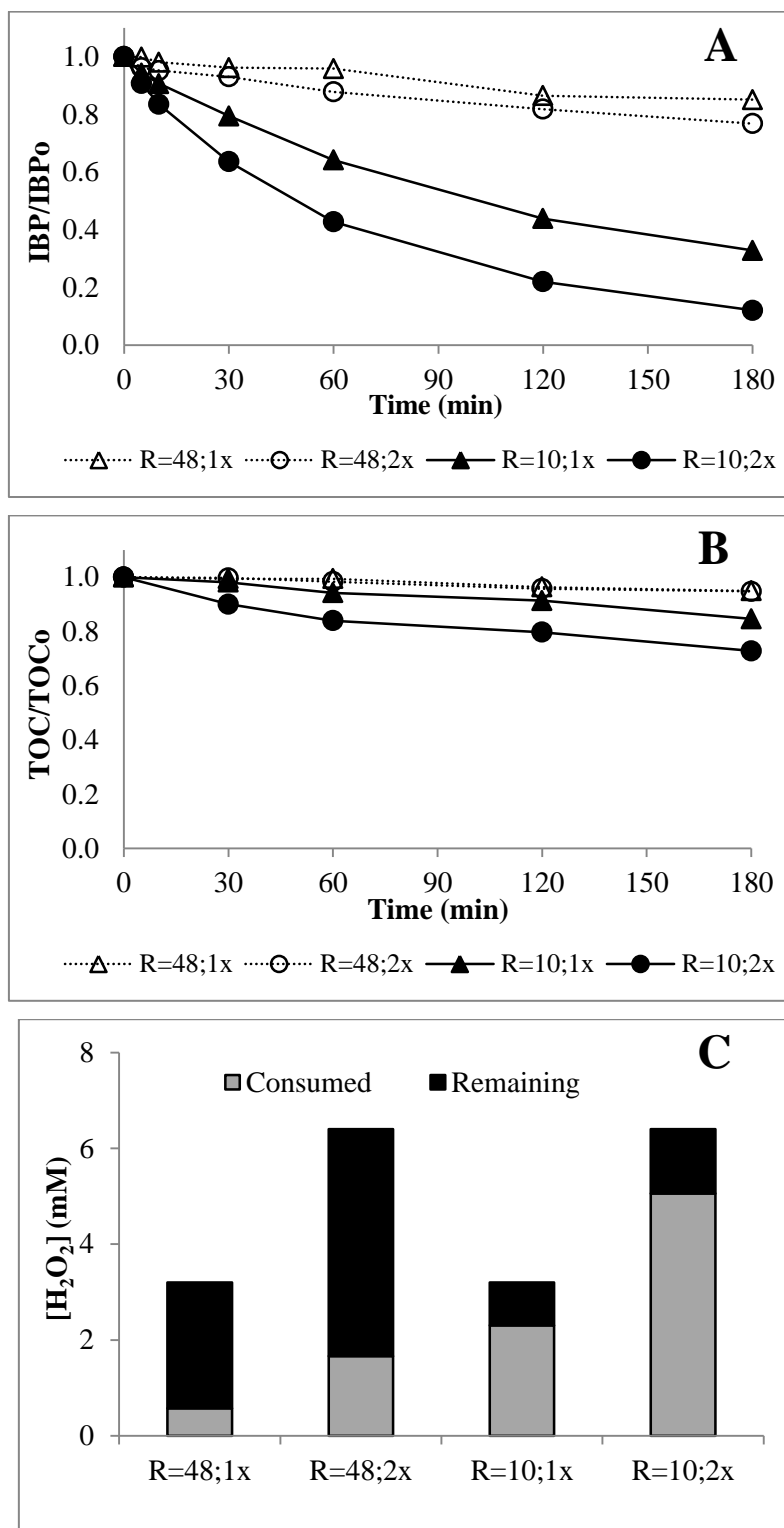 A
1.0
0.8
0.6
0.4
0.2
0.0
IBP/IBPo
0 30 60 90 120 150 180
Time (min)
R=48;1x R=48;2x R=10;1x R=10;2x
B
1.0
0.8
0.6
0.4
0.2
0.0
TOC/TOCo
0 30 60 90 120 150 180
Time (min)
R=48;1x R=48;2x R=10;1x R=10;2x
C
Consumed Remaining
8
6
4
2
0
[H₂O₂] (mM)
R=48;1x R=48;2x R=10;1x R=10;2x